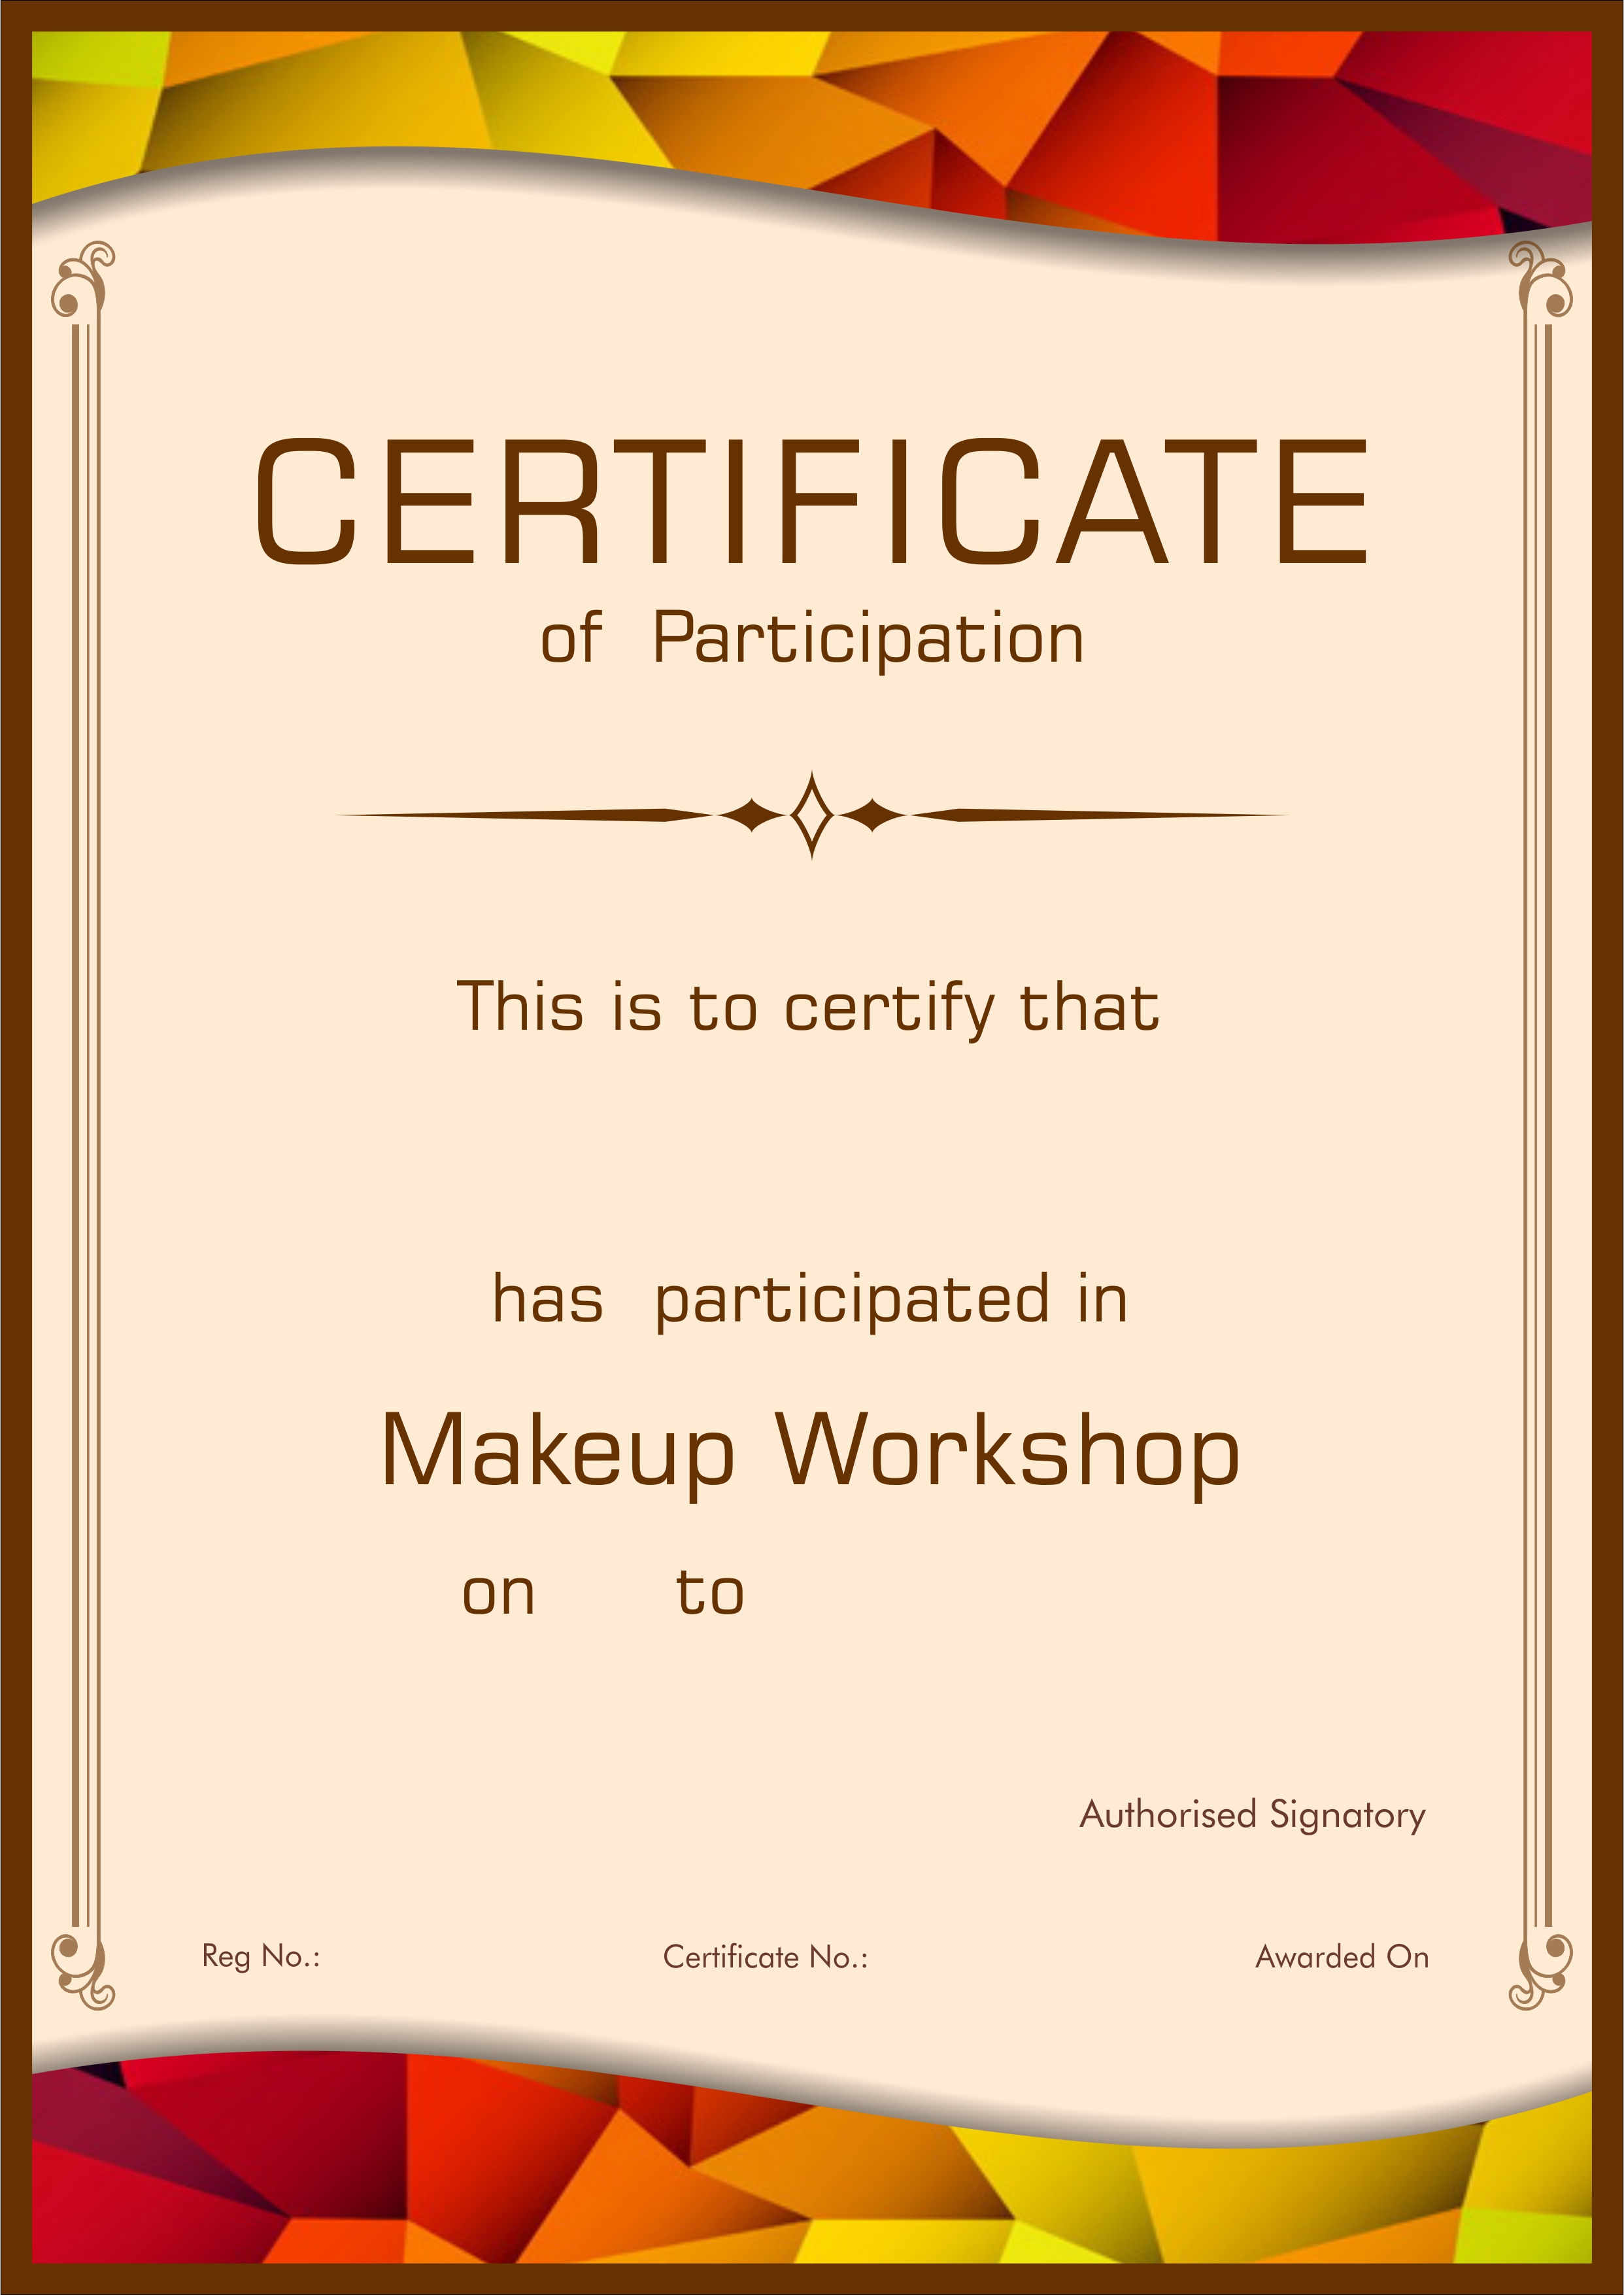 CERTIFICATE
of Participation
This is to certify that
has participated in
Makeup Workshop
on to
Authorised Signatory
Reg No.: Certificate No.: Awarded On